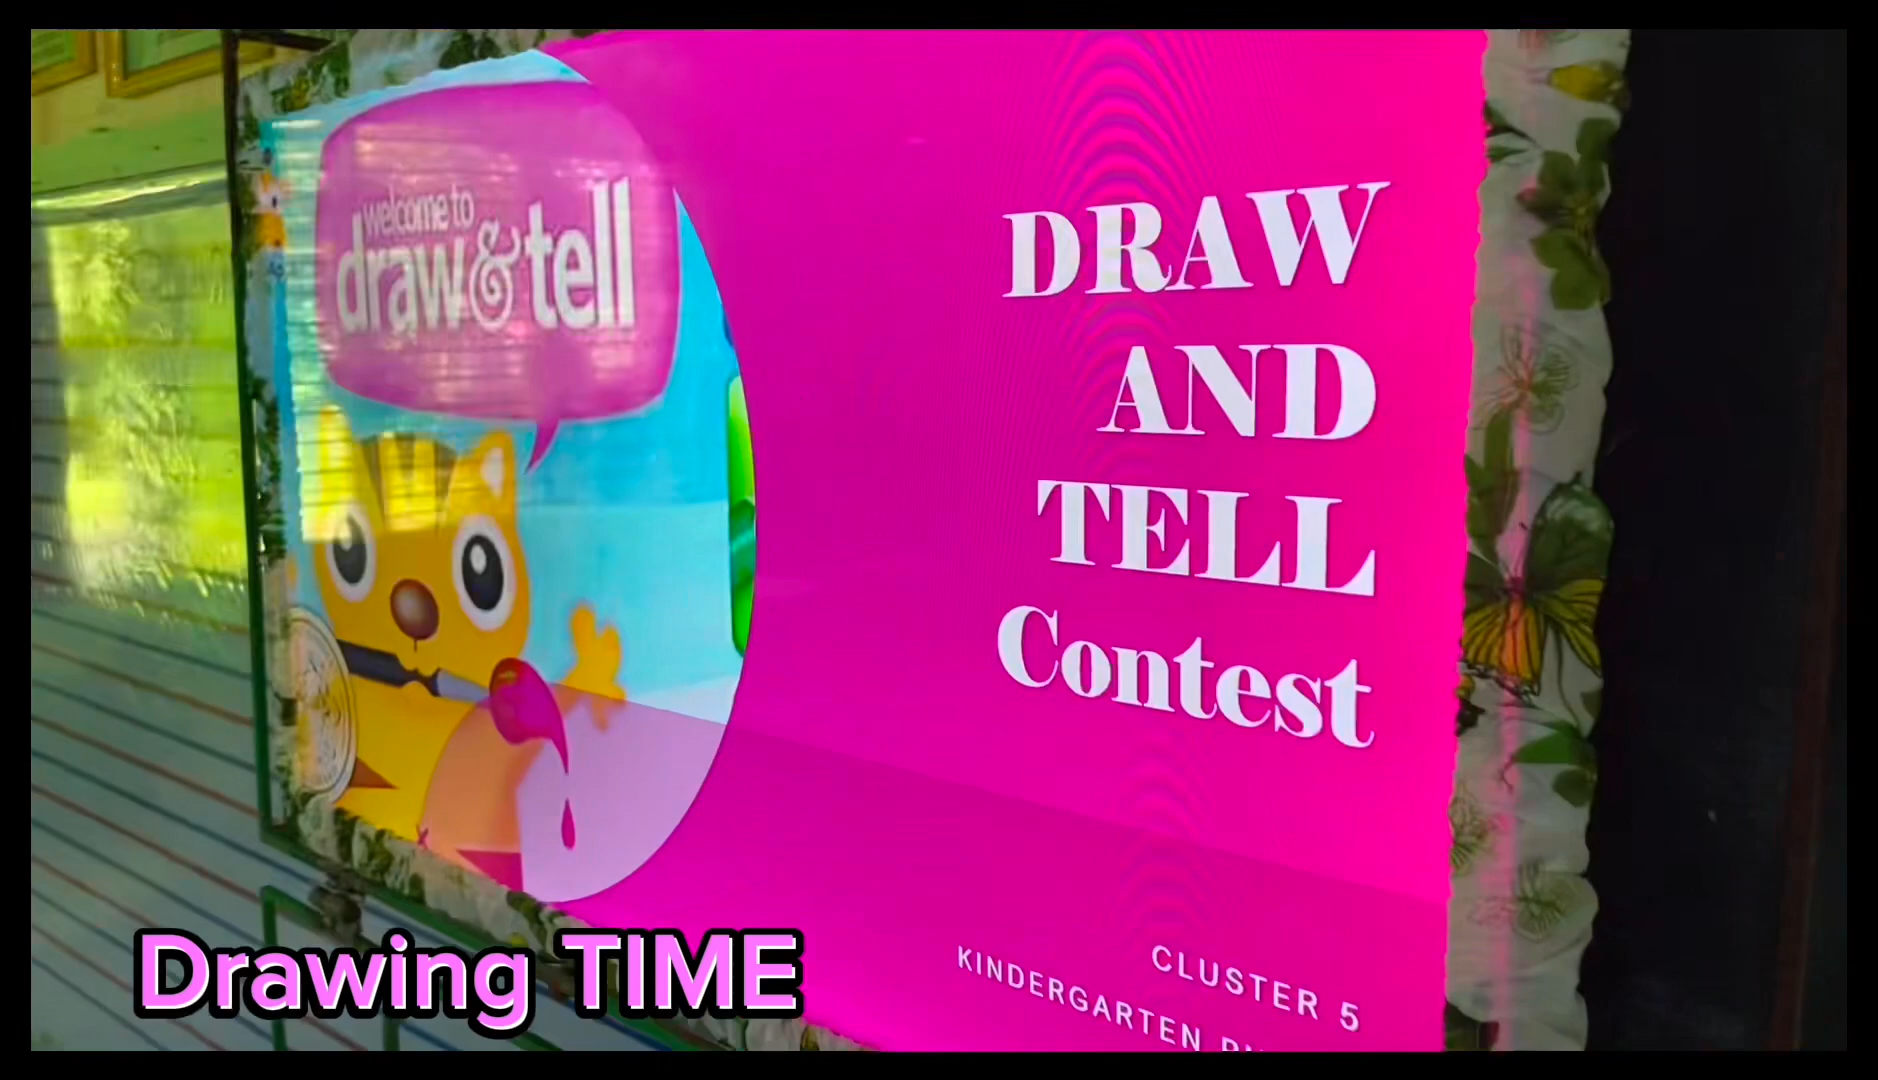 welcome to
draw & tell
DRAW
AND
TELL
Contest
CLUSTER 5
KINDERGARTEN
Drawing TIME